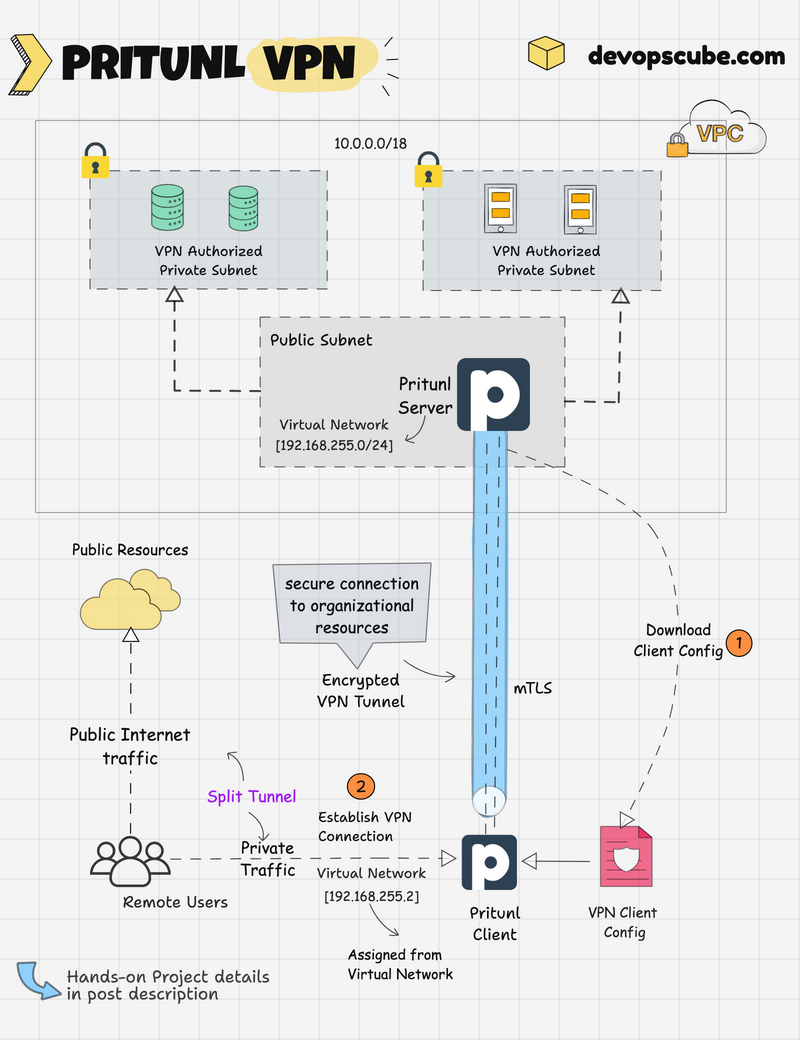 PRITUNL VPN
devopscube.com
VPC
10.0.0.0/18
VPN Authorized
Private Subnet
VPN Authorized
Private Subnet
Public Subnet
Pritunl
Server
p
Virtual Network
[192.168.255.0/24]
Public Resources
secure connection
to organizational
resources
Download
Client Config
1
Encrypted
VPN Tunnel
mTLS
Public Internet
traffic
Split Tunnel
2
Establish VPN
Connection
Private
Traffic
Virtual Network
[192.168.255.2]
p
Remote Users
Pritunl
Client
VPN Client
Config
Assigned from
Virtual Network
Hands-on Project details
in post description